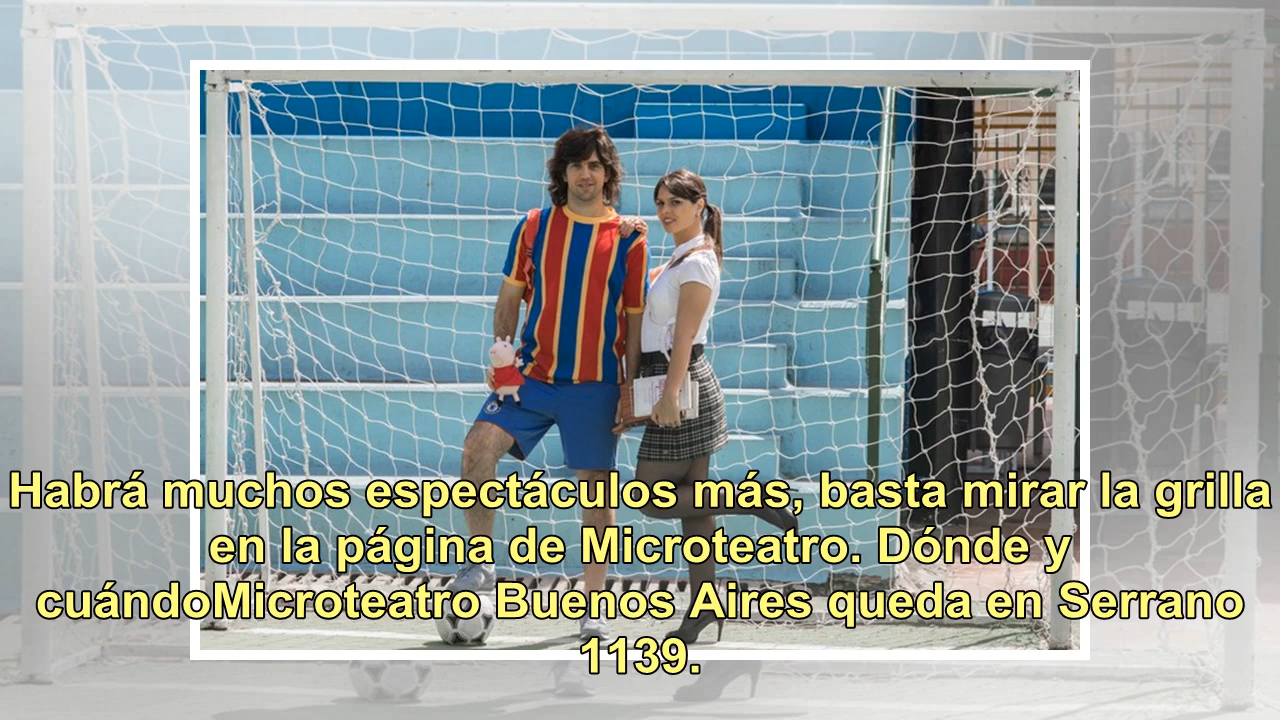 Habrá muchos espectáculos más, basta mirar la grilla
en la página de Microteatro. Dónde y
cuándoMicroteatro Buenos Aires queda en Serrano
1139.